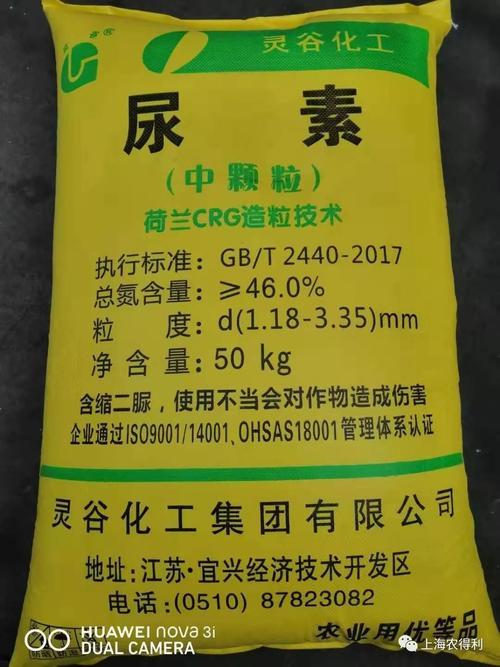 灵谷化工
尿 素
(中颗粒)
荷兰CRG造粒技术
执行标准: GB/T 2440-2017
总氮含量: ≥46.0%
粒 度: d(1.18-3.35)mm
净 含 量: 50 kg
含缩二脲，使用不当会对作物造成伤害
企业通过ISO9001/14001、OHSAS18001管理体系认证
灵谷化工集团有限公司
地址:江苏·宜兴经济技术开发区
电话:(0510) 87823082
农业用优等品
HUAWEI nova 3i
DUAL CAMERA
上海农得利